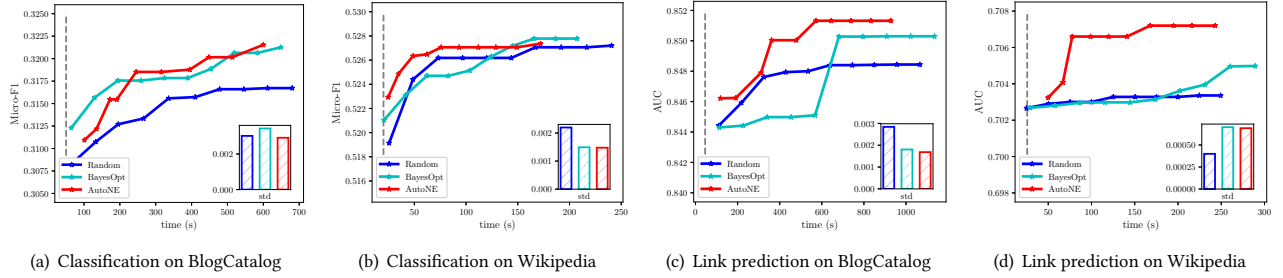 0.3250
0.3225
0.3200
0.3175
0.3150
0.3125
0.3100
0.3075
0.3050
Micro-F1
Random
BayesOpt
AutoNE
0.002
0.000
std
100 200 300 400 500 600 700
time (s)
(a) Classification on BlogCatalog
0.530
0.528
0.526
0.524
0.522
0.520
0.518
0.516
Micro-F1
Random
BayesOpt
AutoNE
0.002
0.001
0.000
std
50 100 150 200 250
time (s)
(b) Classification on Wikipedia
0.852
0.850
0.848
0.846
0.844
0.842
0.840
AUC
Random
BayesOpt
AutoNE
0.003
0.002
0.001
0.000
std
0 200 400 600 800 1000
time (s)
(c) Link prediction on BlogCatalog
0.708
0.706
0.704
0.702
0.700
0.698
AUC
Random
BayesOpt
AutoNE
0.00050
0.00025
0.00000
std
50 100 150 200 250 300
time (s)
(d) Link prediction on Wikipedia